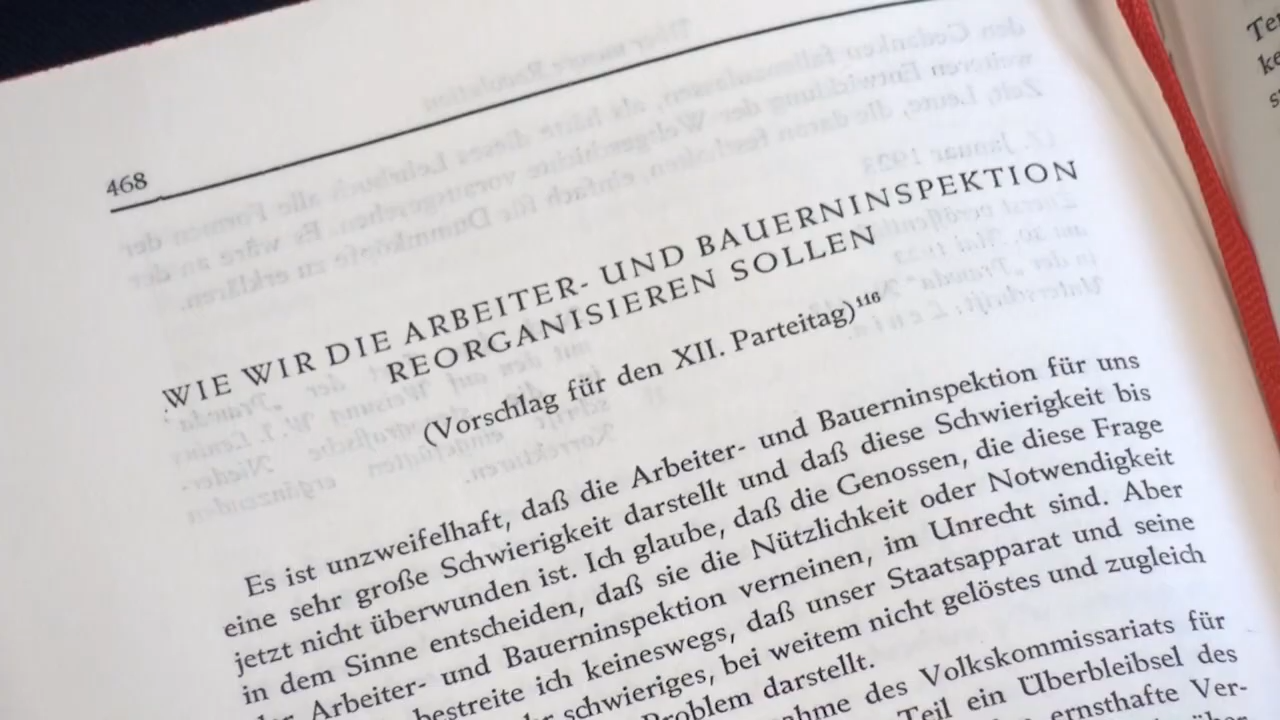 468
WIE WIR DIE ARBEITER- UND BAUERNINSPEKTION
REORGANISIEREN SOLLEN
(Vorschlag für den XII. Parteitag)116
Es ist unzweifelhaft, daß die Arbeiter- und Bauerninspektion für uns
eine sehr große Schwierigkeit darstellt und daß diese Schwierigkeit bis
jetzt nicht überwunden ist. Ich glaube, daß die Genossen, die diese Frage
in dem Sinne entscheiden, daß sie die Nützlichkeit oder Notwendigkeit
Arbeiter- und Bauerninspektion verneinen, im Unrecht sind. Aber
bestreite ich keineswegs, daß unser Staatsapparat und seine
schwieriges, bei weitem nicht gelöstes und zugleich
Problem darstellt.
des Volkskommissariats für
Teil ein Überbleibsel des
ernsthafte Ver-